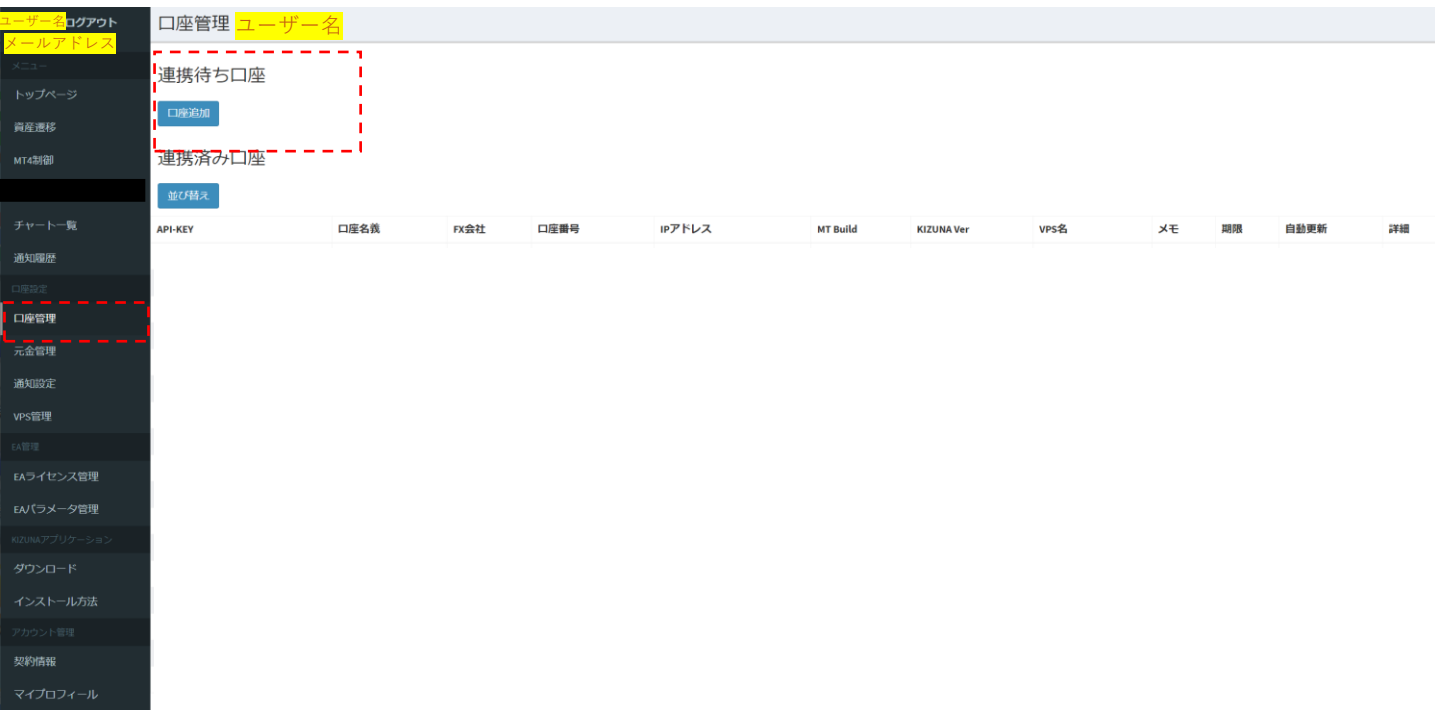 ユーザー名ログアウト
メールアドレス
メニュー
トップページ
資産遷移
MT4制御
チャート一覧
通知履歴
口座設定
口座管理
元金管理
通知設定
VPS管理
EA管理
EAライセンス管理
EAパラメータ管理
KIZUNAアプリケーション
ダウンロード
インストール方法
アカウント管理
契約情報
マイプロフィール
口座管理 ユーザー名
連携待ち口座
口座追加
連携済み口座
並び替え
API-KEY 口座名義 FX会社 口座番号 IPアドレス MT Build KIZUNA Ver VPS名 メモ 期限 自動更新 詳細